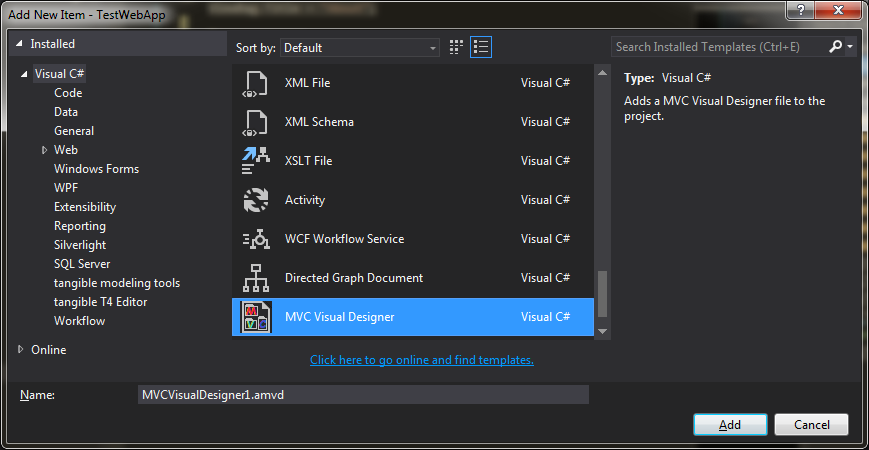 Add New Item - TestWebApp
Installed
Sort by: Default
Search Installed Templates (Ctrl+E)
Visual C#
Code
Data
General
Web
Windows Forms
WPF
Extensibility
Reporting
Silverlight
SQL Server
tangible modeling tools
tangible T4 Editor
Workflow
Online
XML File Visual C#
XML Schema Visual C#
XSLT File Visual C#
Activity Visual C#
WCF Workflow Service Visual C#
Directed Graph Document Visual C#
MVC Visual Designer Visual C#
Click here to go online and find templates.
Type: Visual C#
Adds a MVC Visual Designer file to the
project.
Name: MVCVisualDesigner1.amvd
Add Cancel